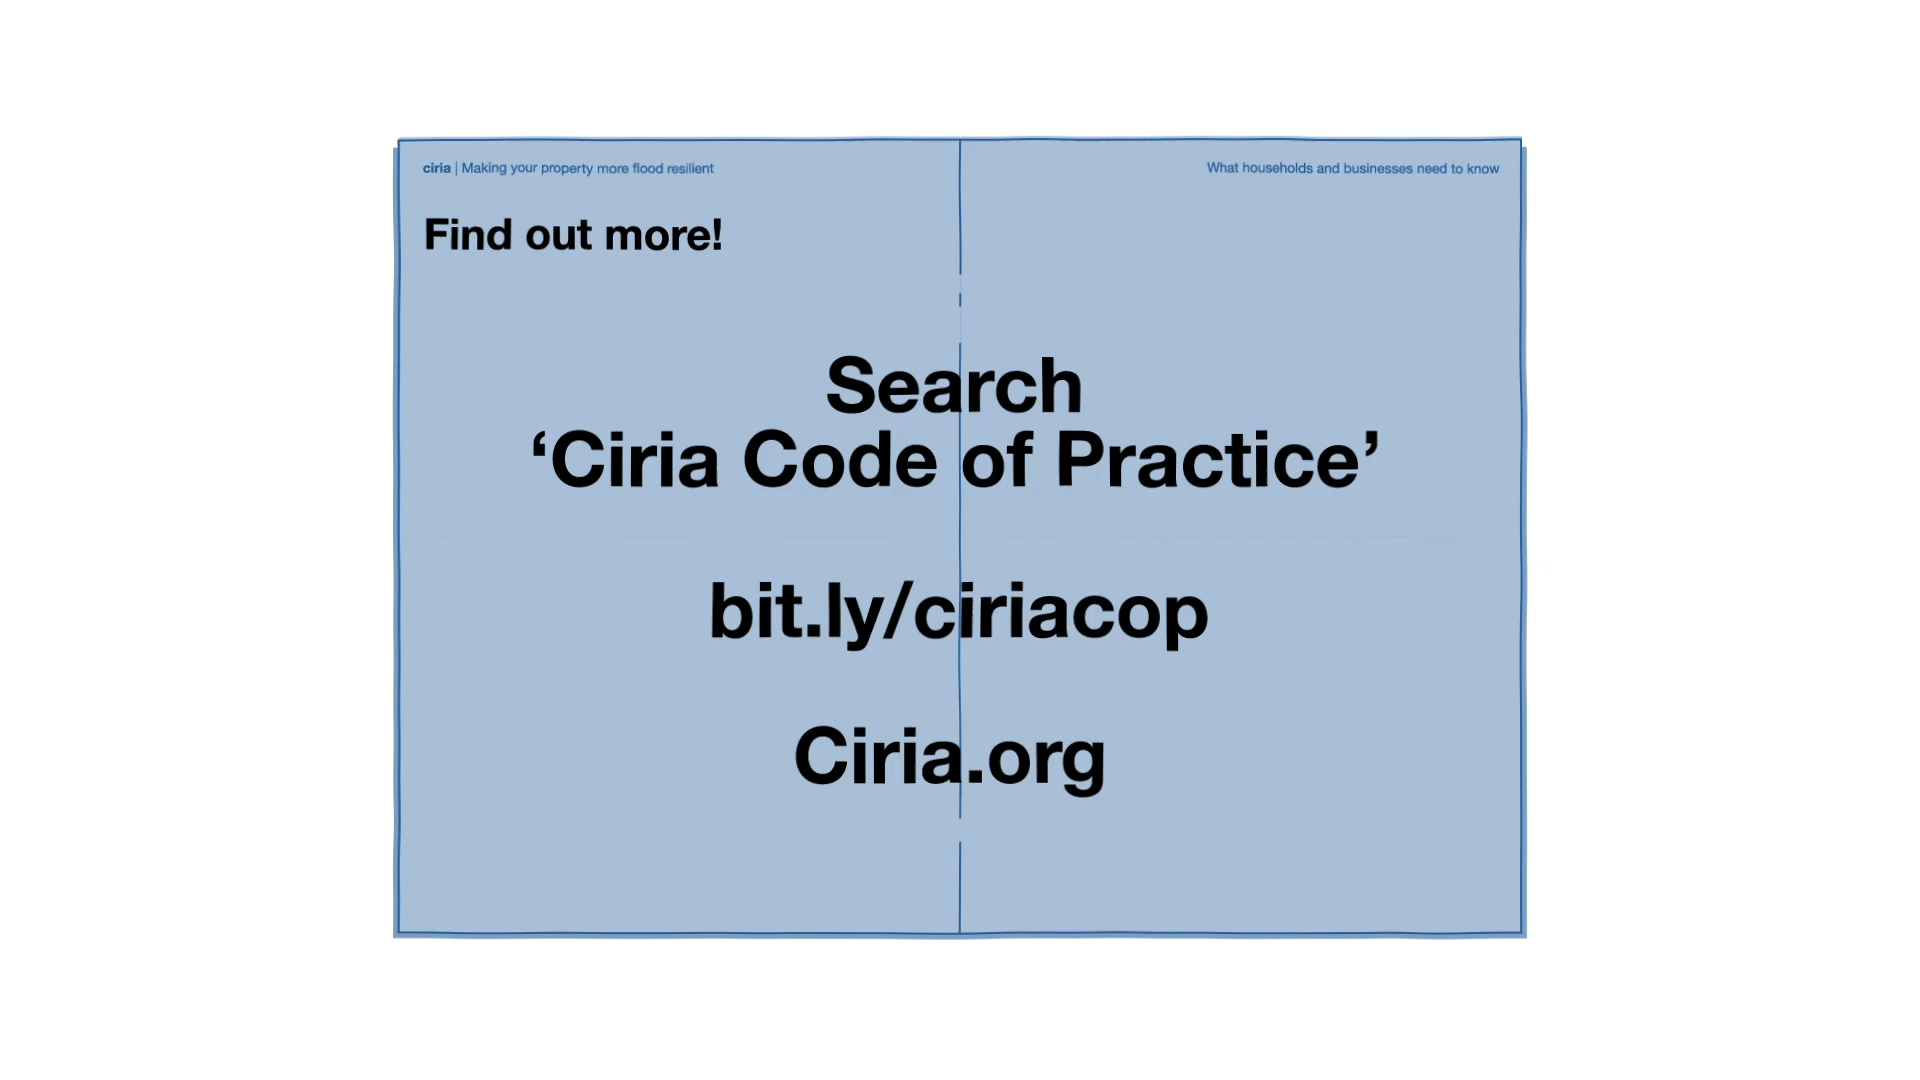 ciria | Making your property more flood resilient
What households and businesses need to know
Find out more!
Search
‘Ciria Code of Practice’
bit.ly/ciriacop
Ciria.org